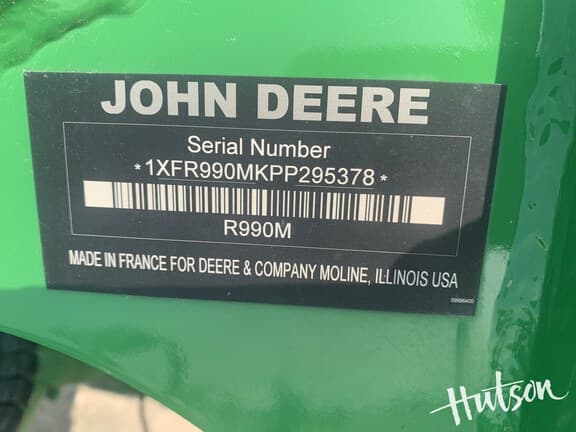 JOHN DEERE
Serial Number
*1XFR990MKPP295378*
R990M
MADE IN FRANCE FOR DEERE & COMPANY MOLINE, ILLINOIS USA
Hutson